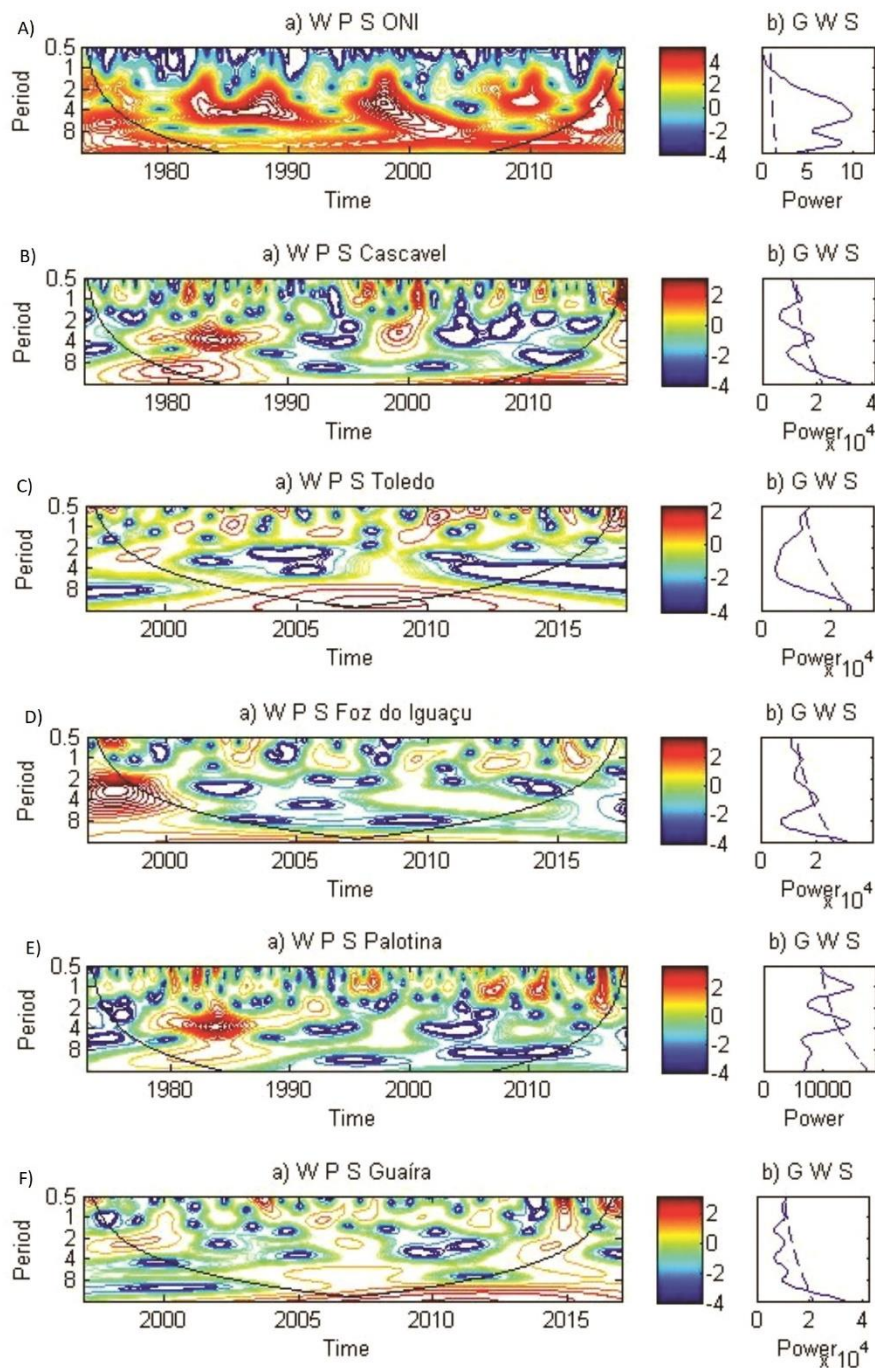 A)
a) W P S ONI
b) G W S
0.5
1
2
4
8
Period
1980 1990 2000 2010
Time
4
2
0
-2
-4
0 5 10
Power
B)
a) W P S Cascavel
b) G W S
0.5
1
2
8
Period
1980 1990 2000 2010
Time
2
0
-2
-4
0 2 4
Power x 10^4
C)
a) W P S Toledo
b) G W S
0.5
1
2
4
8
Period
2000 2005 2010 2015
Time
2
0
-2
-4
0 2
Power x 10^4
D)
a) W P S Foz do Iguaçu
b) G W S
0.5
1
2
4
8
Period
2000 2005 2010 2015
Time
2
0
-2
-4
0 2
Power x 10^4
E)
a) W P S Palotina
b) G W S
0.5
1
2
4
8
Period
1980 1990 2000 2010
Time
2
0
-2
-4
0 10000
Power
F)
a) W P S Guaíra
b) G W S
0.5
1
2
4
8
Period
2000 2005 2010 2015
Time
2
0
-2
-4
0 2 4
Power x 10^4